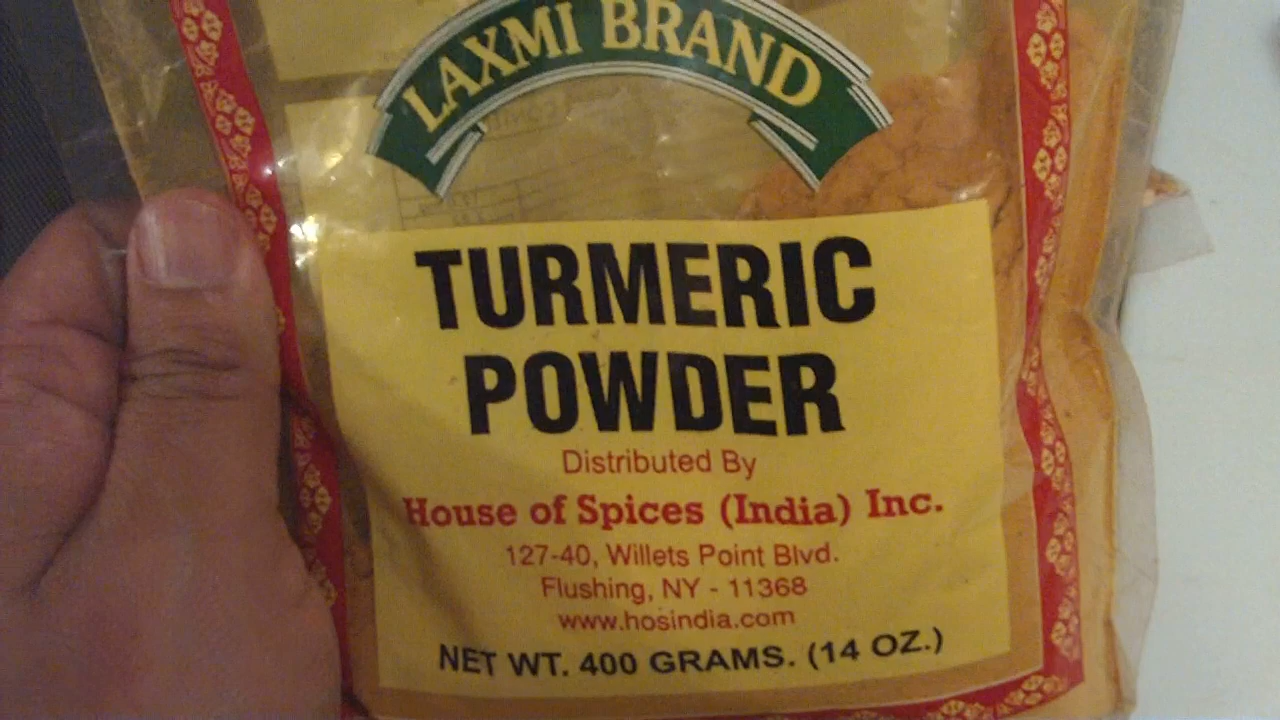 LAXMI BRAND
TURMERIC
POWDER
Distributed By
House of Spices (India) Inc.
127-40, Willets Point Blvd.
Flushing, NY - 11368
www.hosindia.com
NET WT. 400 GRAMS. (14 OZ.)